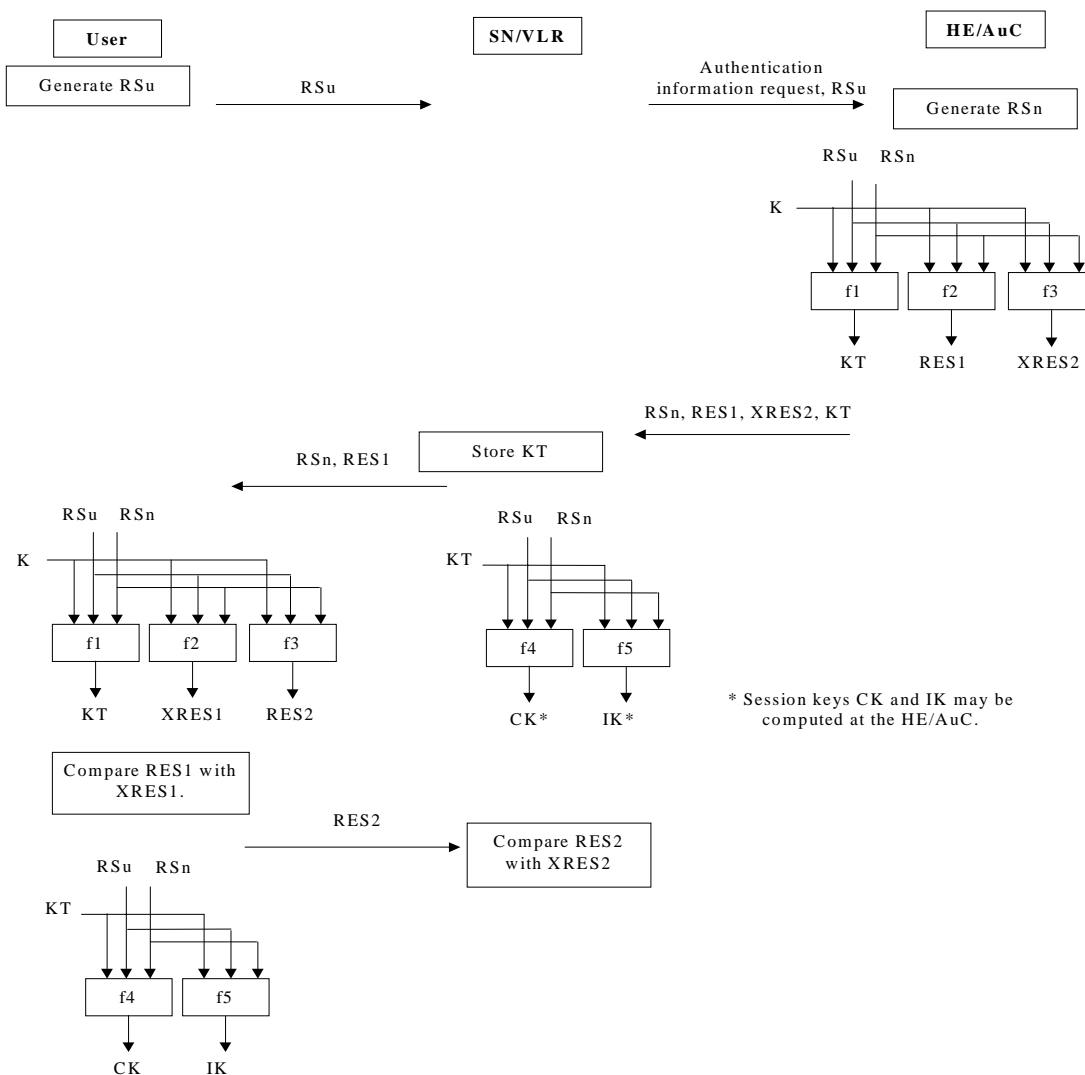 User
SN/VLR
HE/AuC
Generate RSu
RSu
Authentication
information request, RSu
Generate RSn
RSu RSn
K
f1 f2 f3
KT RES1 XRES2
RSn, RES1, XRES2, KT
Store KT
RSn, RES1
RSu RSn
K
f1 f2 f3
KT XRES1 RES2
RSu RSn
KT
f4 f5
CK* IK*
* Session keys CK and IK may be
computed at the HE/AuC.
Compare RES1 with
XRES1.
RES2
Compare RES2
with XRES2
RSu RSn
KT
f4 f5
CK IK